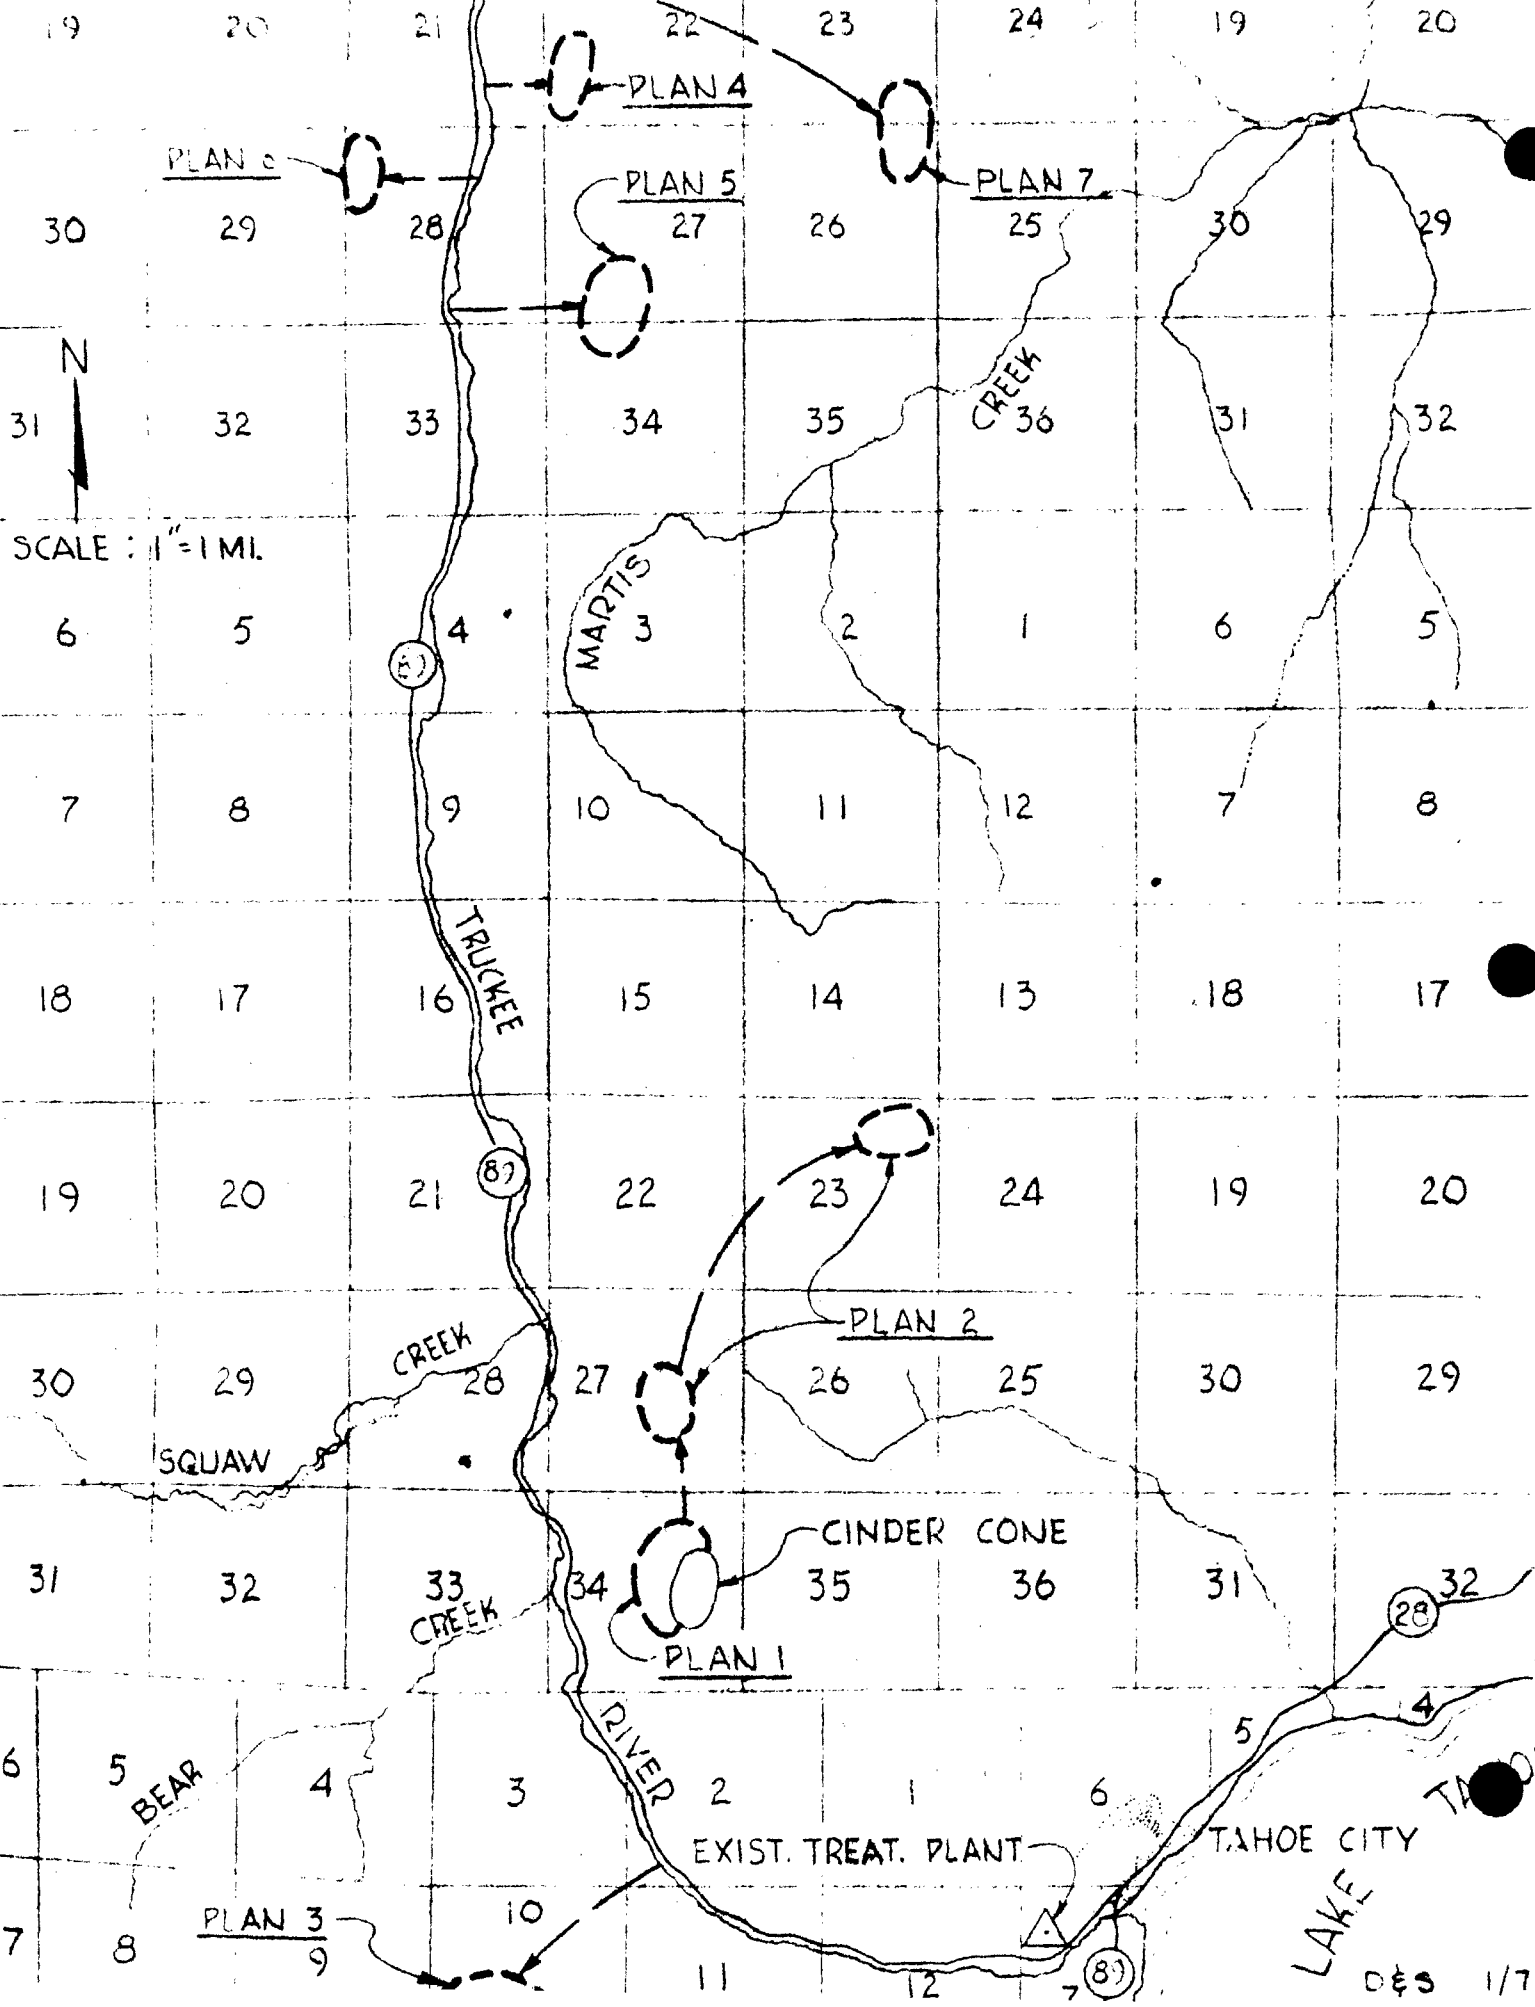 19 20 21 22 23 24 19 20
PLAN 4
PLAN
PLAN 5
PLAN 7
30 29 28 27 26 25 30 29
N
CREEK
31 32 33 34 35 36 31 32
SCALE : 1"=1 MI.
MARTIS
6 5 4 3 2 1 6 5
89
7 8 9 10 11 12 7 8
TRUCKEE
18 17 16 15 14 13 18 17
89
19 20 21 22 23 24 19 20
PLAN 2
CREEK
30 29 28 27 26 25 30 29
SQUAW
CINDER CONE
31 32 33 34 35 36 31 32
28
CREEK
PLAN 1
RIVER
5 4
6 5 4 3 2 1 6
BEAR
EXIST. TREAT. PLANT
TAHOE CITY
LAKE
PLAN 3
10
7 8 9 11 12 7
89
D&S 1/7